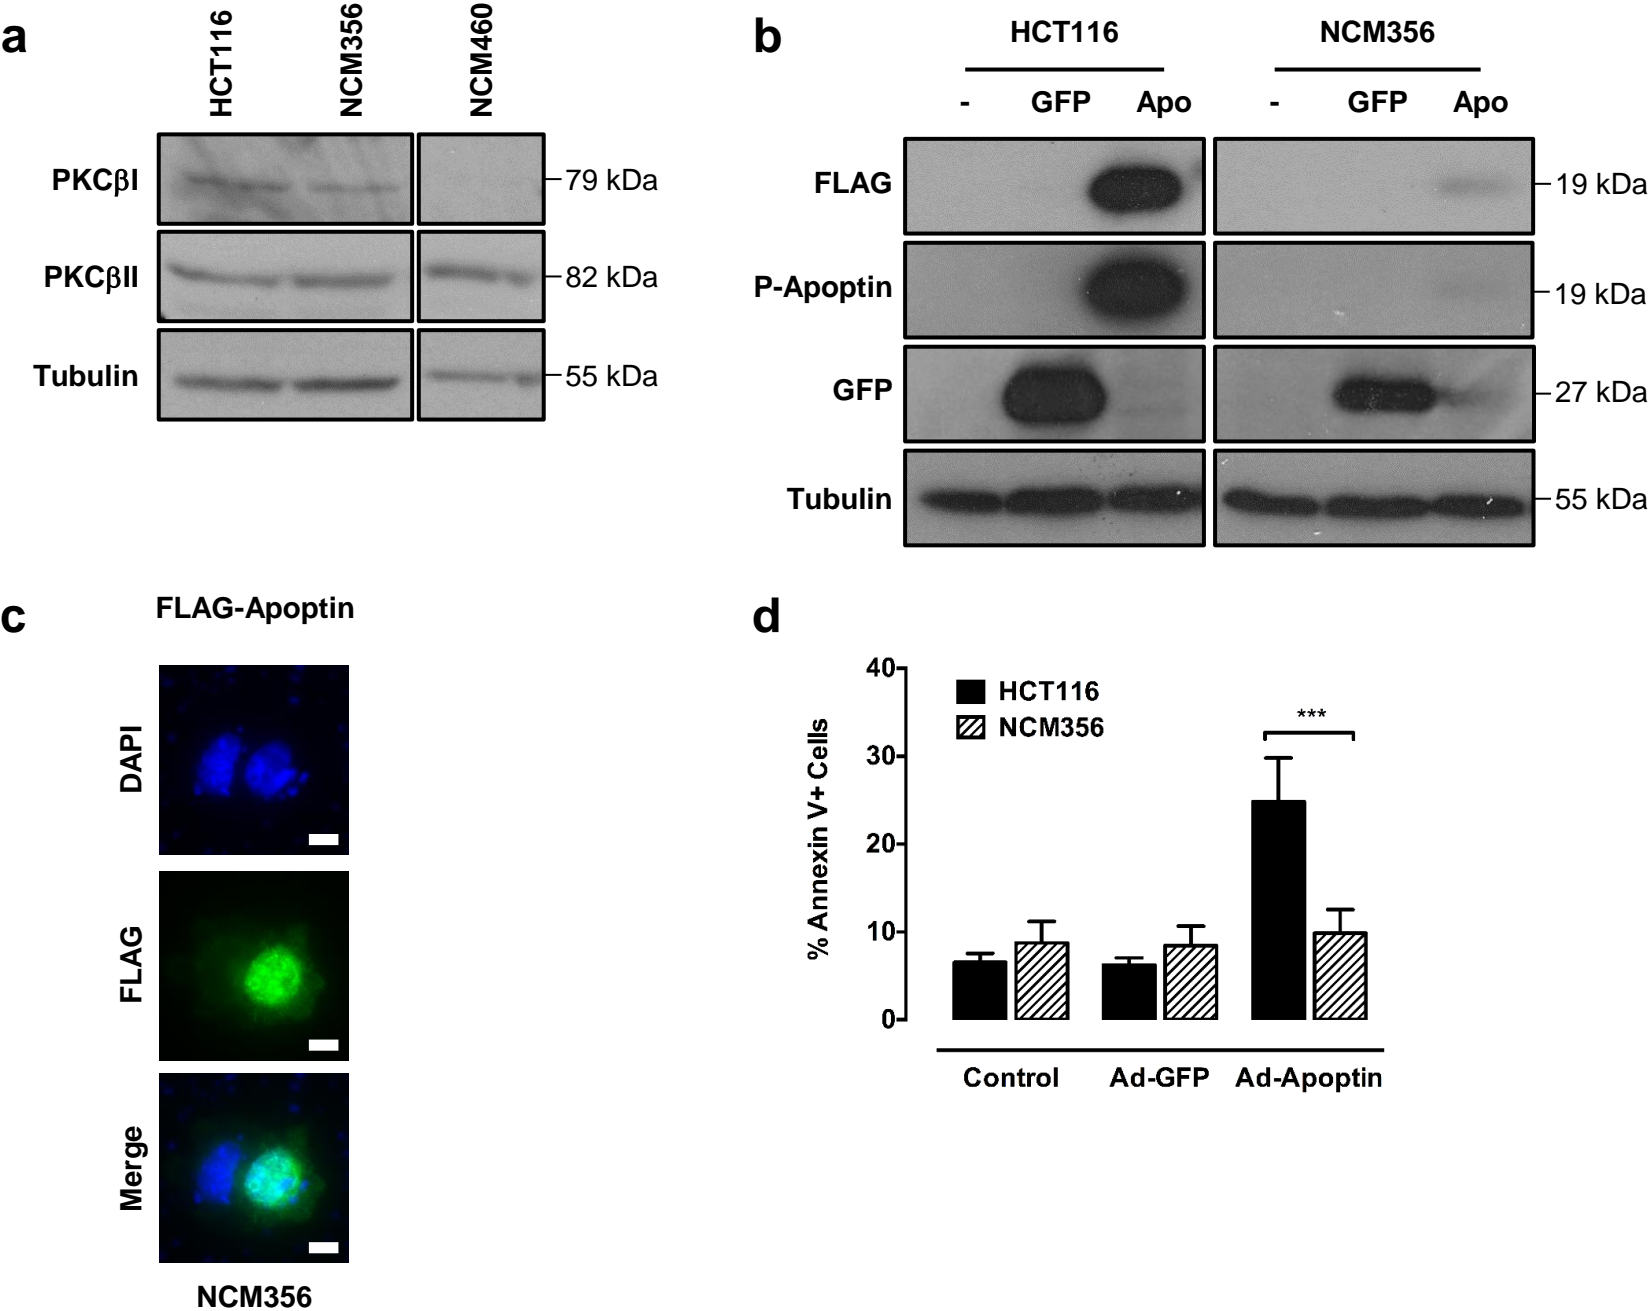 a
HCT116
NCM356
NCM460
PKCβI
79 kDa
PKCβII
82 kDa
Tubulin
55 kDa
b
HCT116
NCM356
- GFP Apo
- GFP Apo
FLAG
19 kDa
P-Apoptin
19 kDa
GFP
27 kDa
Tubulin
55 kDa
c
FLAG-Apoptin
DAPI
FLAG
Merge
NCM356
d
% Annexin V+ Cells
40
30
20
10
0
HCT116
NCM356
***
Control
Ad-GFP
Ad-Apoptin